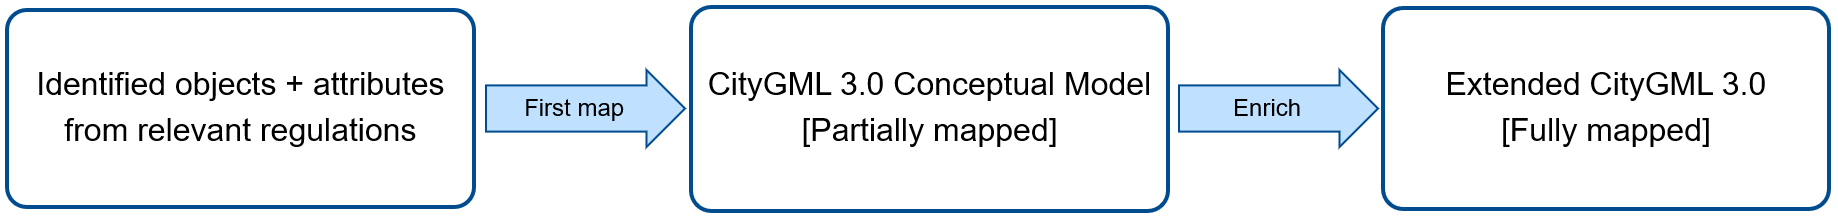 Identified objects + attributes
from relevant regulations
First map
CityGML 3.0 Conceptual Model
[Partially mapped]
Enrich
Extended CityGML 3.0
[Fully mapped]